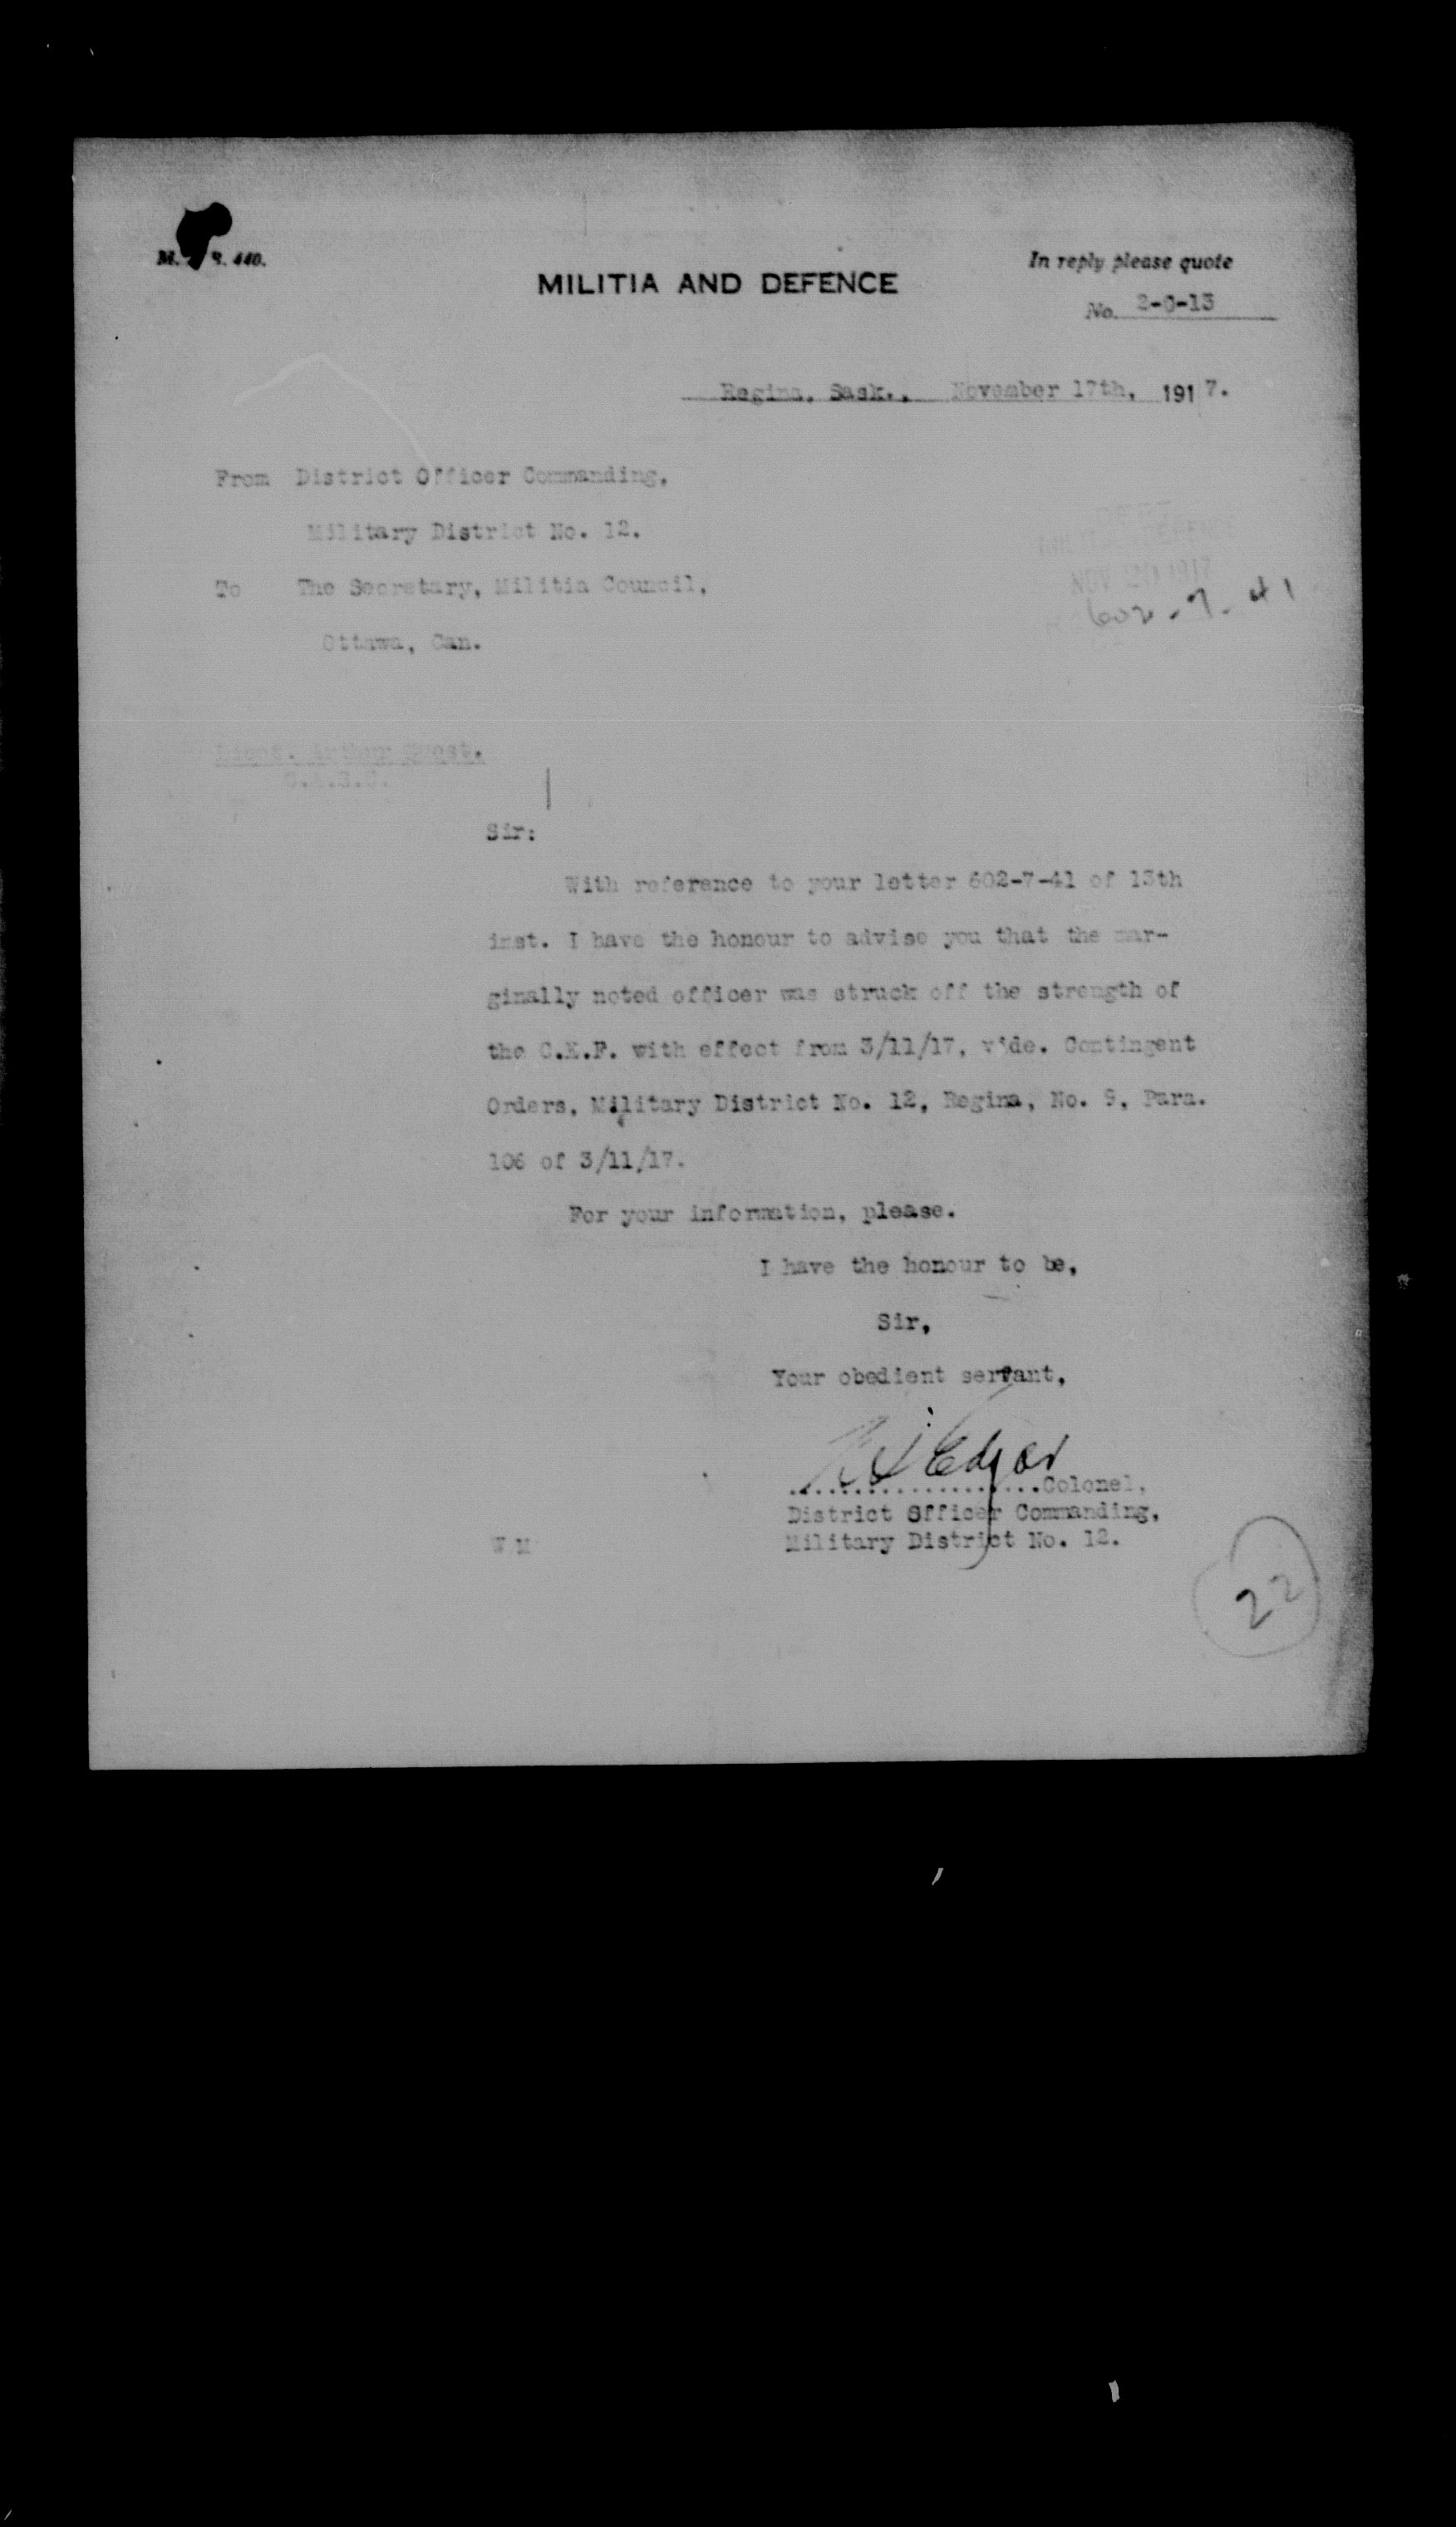 M. S. 440.
In reply please quote
MILITIA AND DEFENCE
No. 2-G-13
Regina, Sask., November 17th, 1917.
From District Officer Commanding,
Military District No. 12.
To The Secretary, Militia Council,
Ottawa, Can.
NOV 20 1917
602-7-41
Lieut. Arthur Guest.
Sir:
With reference to your letter 602-7-41 of 13th
inst. I have the honour to advise you that the mar-
ginally noted officer was struck off the strength of
the C.E.F. with effect from 3/11/17, vide. Contingent
Orders, Military District No. 12, Regina, No. 9, Para.
106 of 3/11/17.
For your information, please.
I have the honour to be,
Sir,
Your obedient servant,
Edgar
....................Colonel,
District Officer Commanding,
Military District No. 12.
W M
22